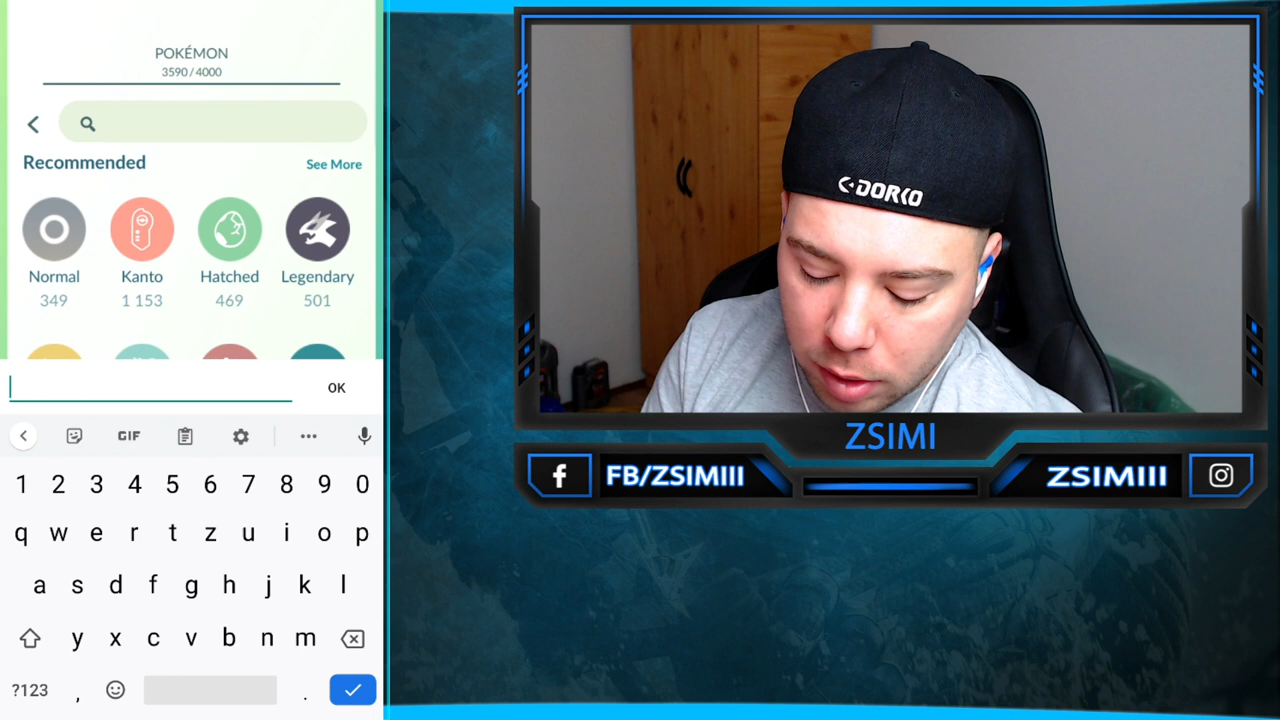 POKÉMON
3590 / 4000
Recommended
See More
Normal
Kanto
Hatched
Legendary
349
1 153
469
501
OK
GIF
1 2 3 4 5 6 7 8 9 0
q w e r t z u i o p
a s d f g h j k l
y x c v b n m
?123 , .
DORKO
ZSIMI
f FB/ZSIMIII
ZSIMIII